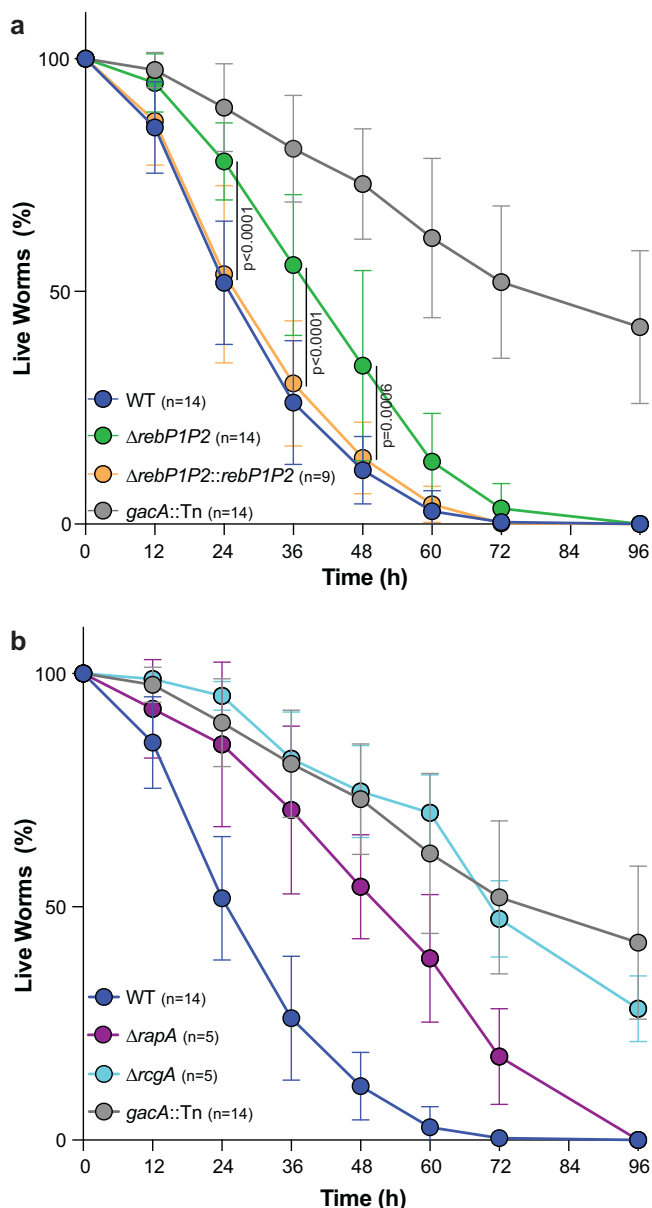 a
100
50
0
Live Worms (%)
p<0.0001
p<0.0001
p=0.0006
WT (n=14)
ΔrebP1P2 (n=14)
ΔrebP1P2::rebP1P2 (n=9)
gacA::Tn (n=14)
0 12 24 36 48 60 72 84 96
Time (h)
b
100
50
0
Live Worms (%)
WT (n=14)
ΔrapA (n=5)
ΔrcgA (n=5)
gacA::Tn (n=14)
0 12 24 36 48 60 72 84 96
Time (h)